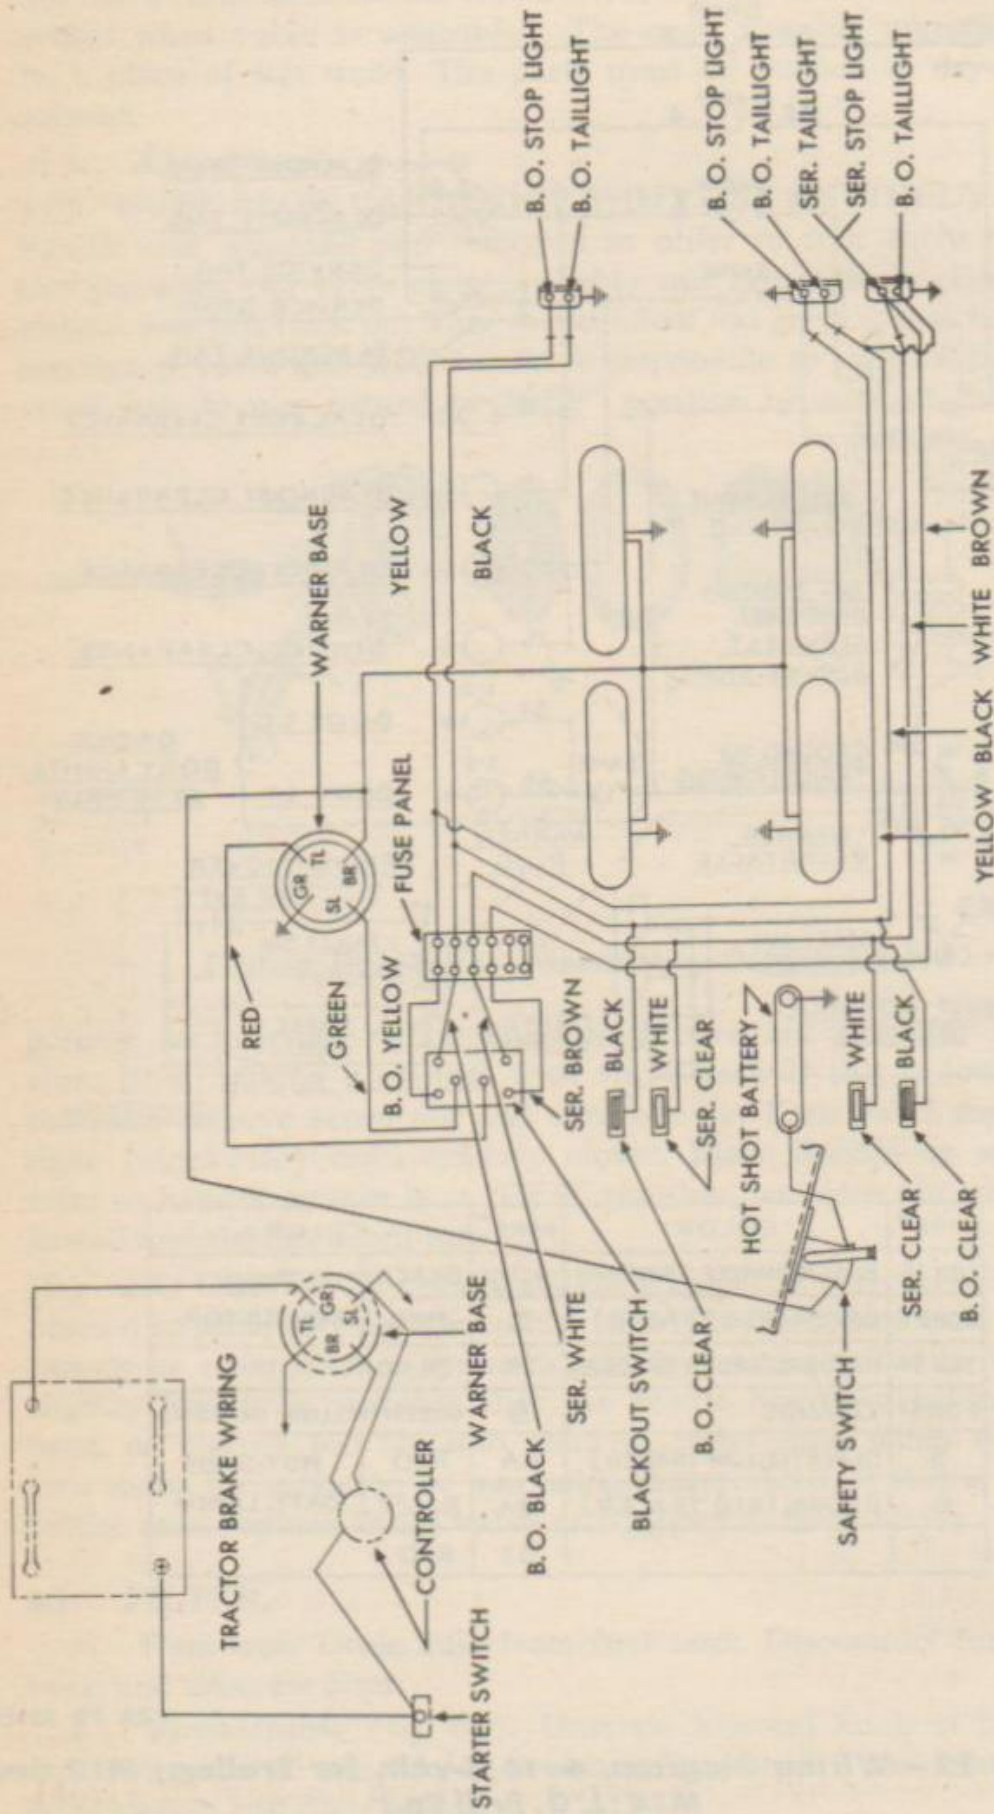 TRACTOR BRAKE WIRING
STARTER SWITCH
CONTROLLER
WARNER BASE
TL
GR
BR
SL
RED
GREEN
WARNER BASE
GR
TL
SL
BR
FUSE PANEL
B. O. YELLOW
YELLOW
BLACK
B. O. STOP LIGHT
B. O. TAILLIGHT
B. O. STOP LIGHT
B. O. TAILLIGHT
SER. TAILLIGHT
SER. STOP LIGHT
B. O. TAILLIGHT
B. O. BLACK
SER. WHITE
BLACKOUT SWITCH
SER. BROWN
B. O. CLEAR
BLACK
WHITE
SER. CLEAR
HOT SHOT BATTERY
SAFETY SWITCH
WHITE
BLACK
SER. CLEAR
B. O. CLEAR
YELLOW BLACK WHITE BROWN